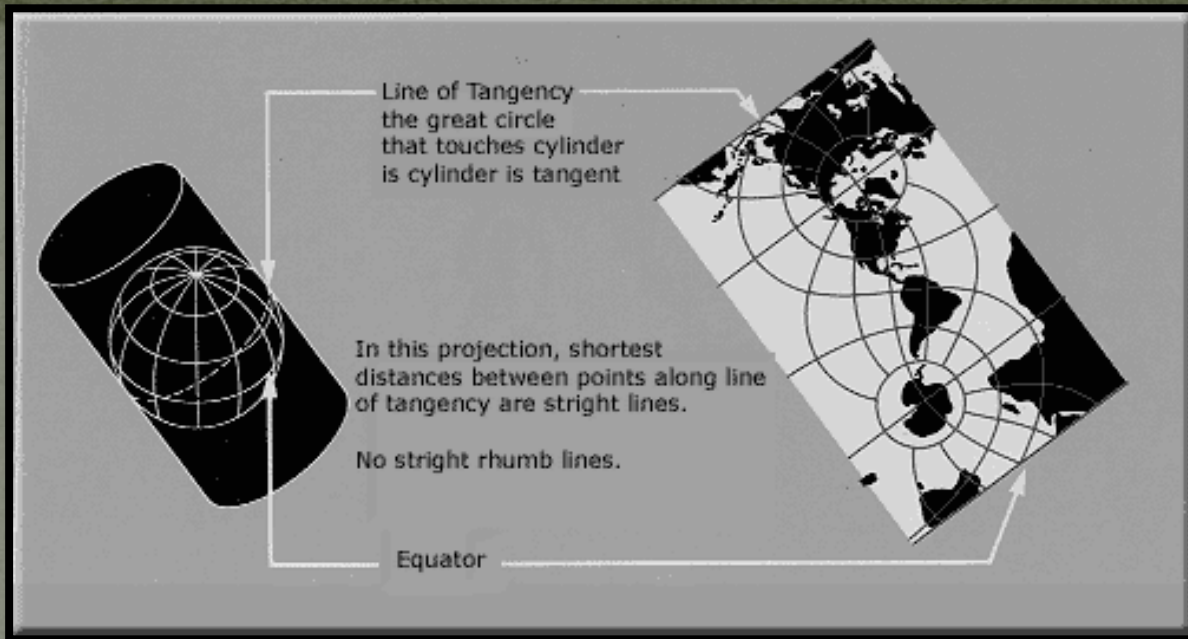 Line of Tangency
the great circle
that touches cylinder
is cylinder is tangent
In this projection, shortest
distances between points along line
of tangency are stright lines.
No stright rhumb lines.
Equator